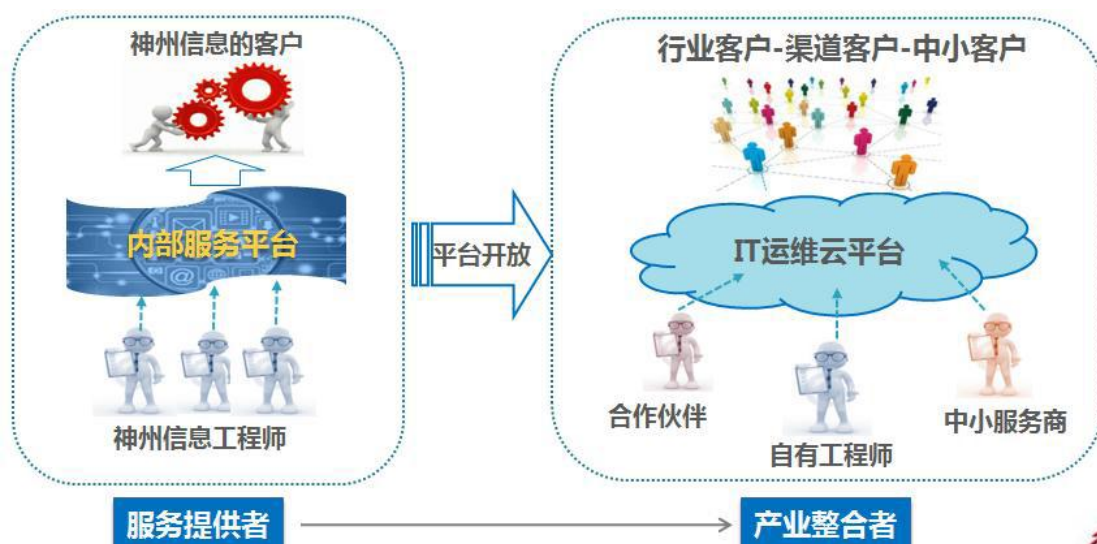 神州信息的客户
内部服务平台
神州信息工程师
服务提供者
平台开放
行业客户-渠道客户-中小客户
IT运维云平台
合作伙伴
自有工程师
中小服务商
产业整合者